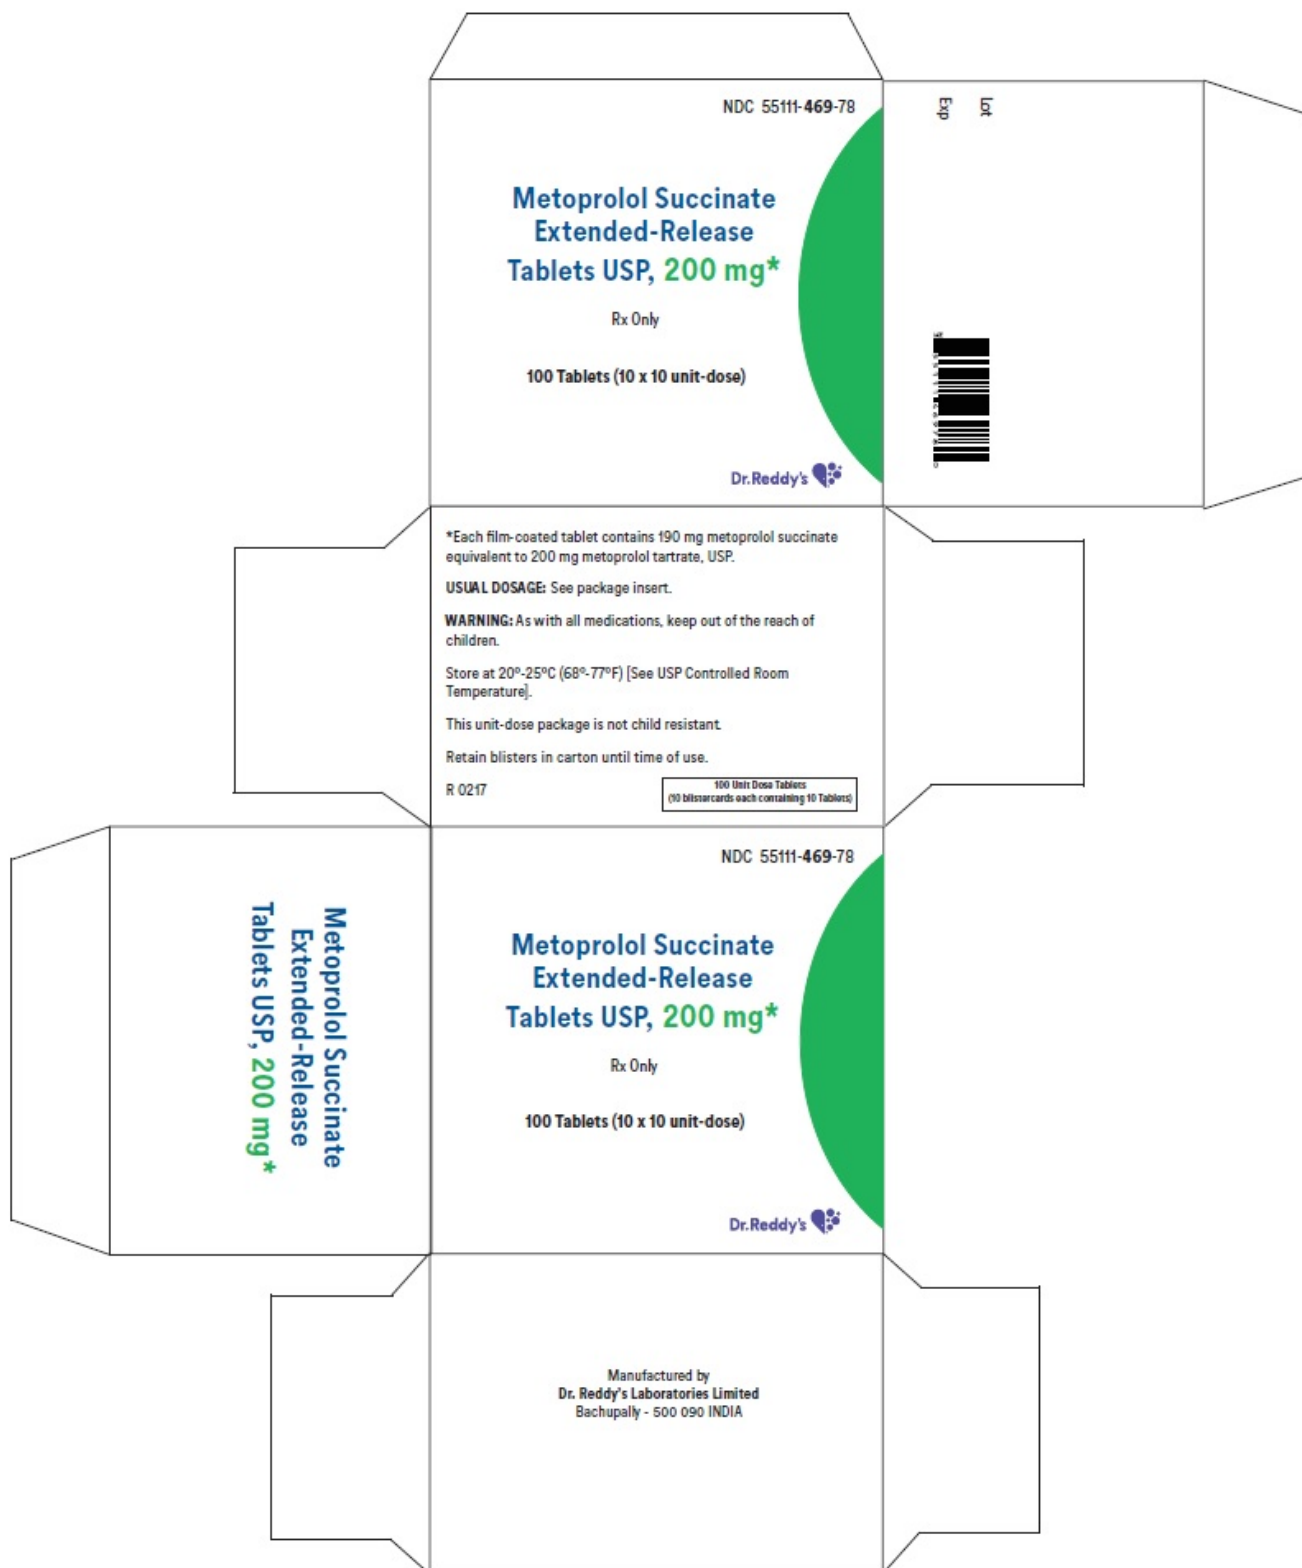 NDC 55111-469-78
Metoprolol Succinate
Extended-Release
Tablets USP, 200 mg*
Rx Only
100 Tablets (10 x 10 unit-dose)
Dr.Reddy's
Lot
Exp
*Each film-coated tablet contains 190 mg metoprolol succinate
equivalent to 200 mg metoprolol tartrate, USP.
USUAL DOSAGE: See package insert.
WARNING: As with all medications, keep out of the reach of
children.
Store at 20º-25ºC (68º-77ºF) [See USP Controlled Room
Temperature].
This unit-dose package is not child resistant.
Retain blisters in carton until time of use.
R 0217
100 Unit Dose Tablets
(10 blistercards each containing 10 Tablets)
Metoprolol Succinate
Extended-Release
Tablets USP, 200 mg*
NDC 55111-469-78
Metoprolol Succinate
Extended-Release
Tablets USP, 200 mg*
Rx Only
100 Tablets (10 x 10 unit-dose)
Dr.Reddy's
Manufactured by
Dr. Reddy's Laboratories Limited
Bachupally - 500 090 INDIA